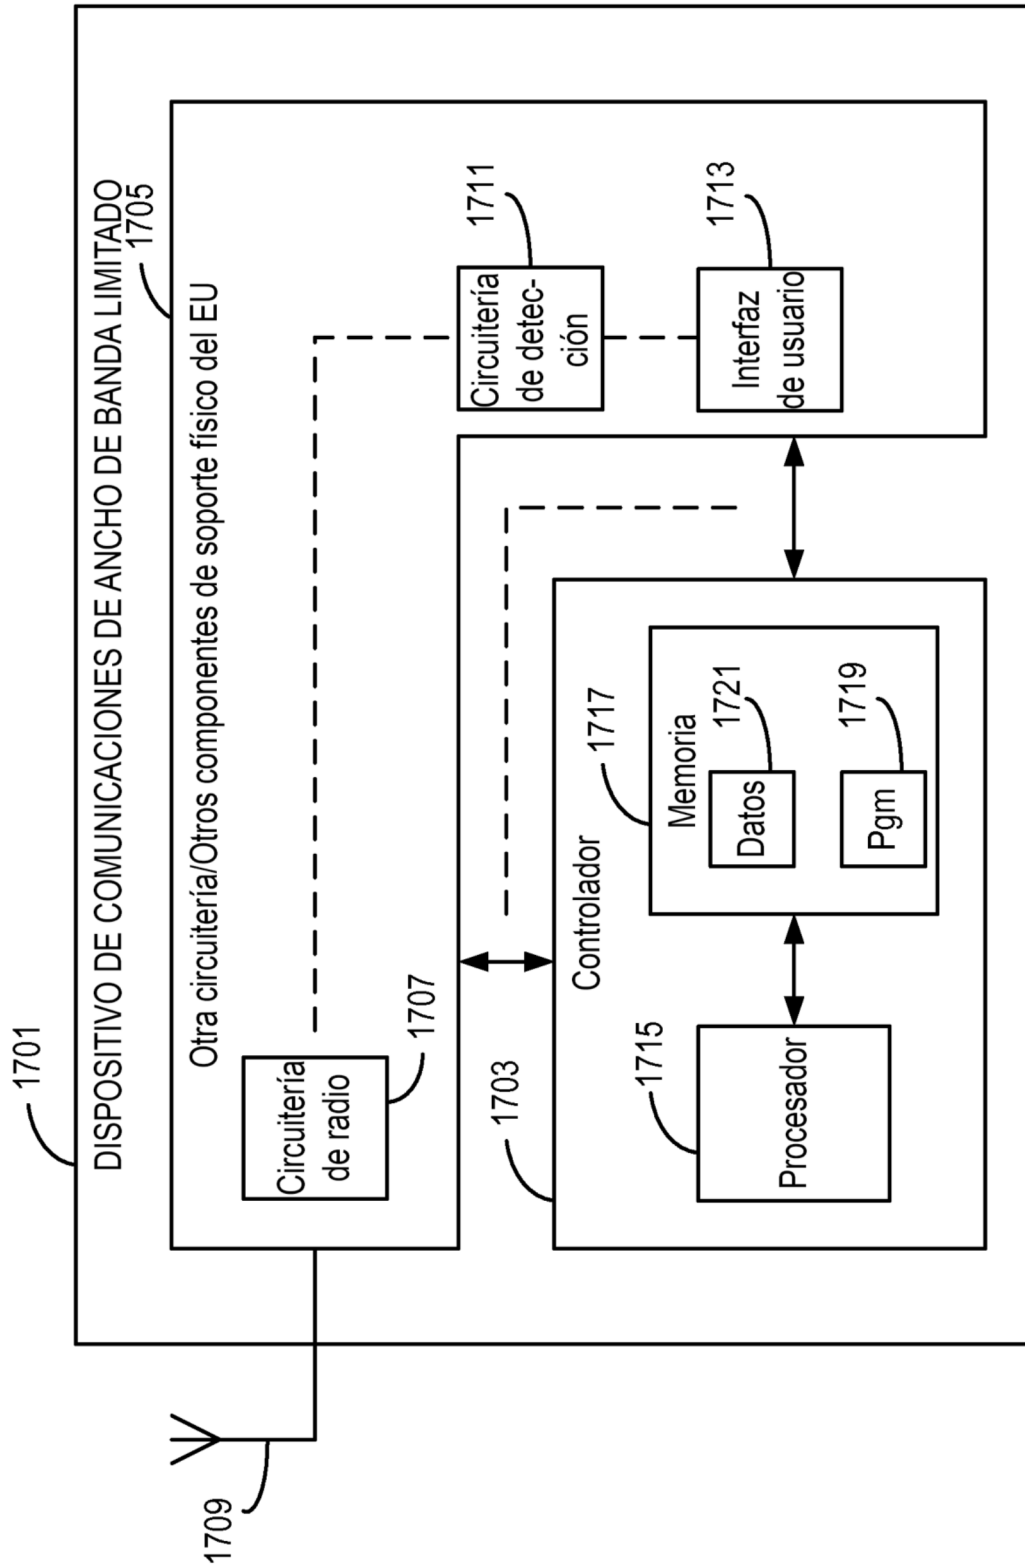 1701
DISPOSITIVO DE COMUNICACIONES DE ANCHO DE BANDA LIMITADO
1705
Otra circuitería/Otros componentes de soporte físico del EU
1709
Circuitería
de radio
1707
Circuitería
de detec-
ción
1711
Interfaz
de usuario
1713
1703
Controlador
1715
Procesador
1717
Memoria
Datos
1721
Pgm
1719